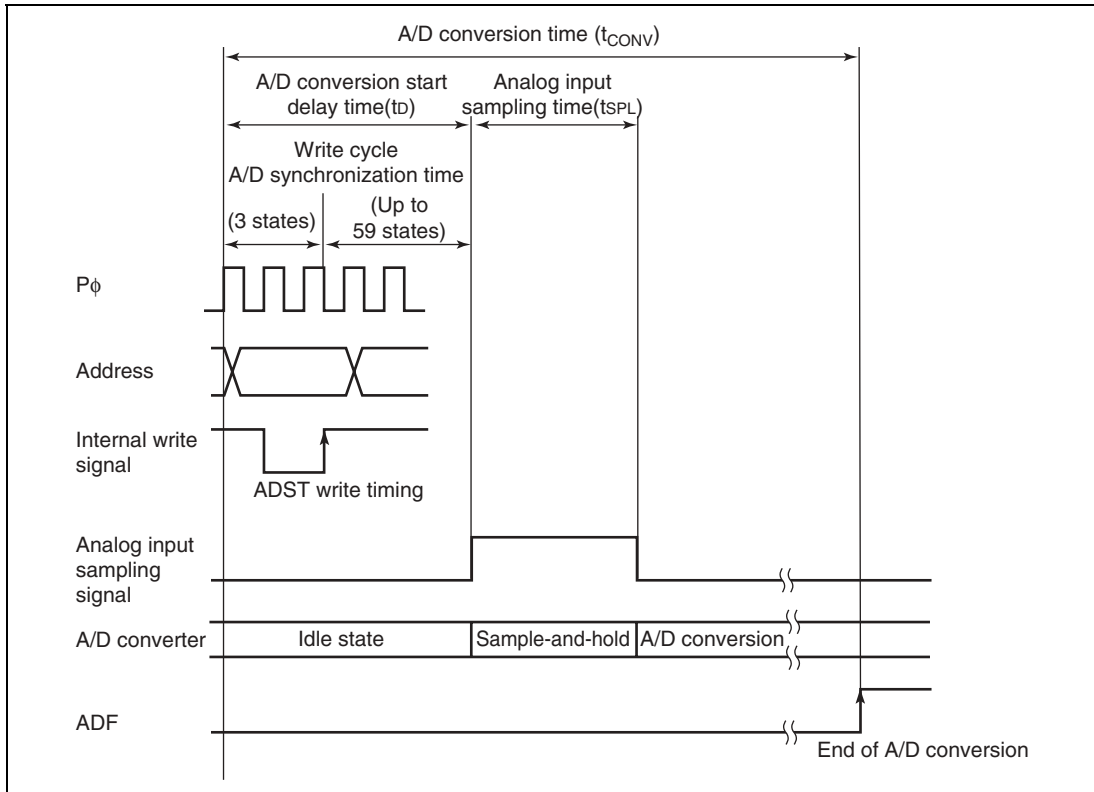 A/D conversion time (tCONV)
A/D conversion start
delay time(tD)
Analog input
sampling time(tSPL)
Write cycle
A/D synchronization time
(3 states)
(Up to
59 states)
Pϕ
Address
Internal write
signal
ADST write timing
Analog input
sampling
signal
A/D converter
Idle state
Sample-and-hold
A/D conversion
ADF
End of A/D conversion